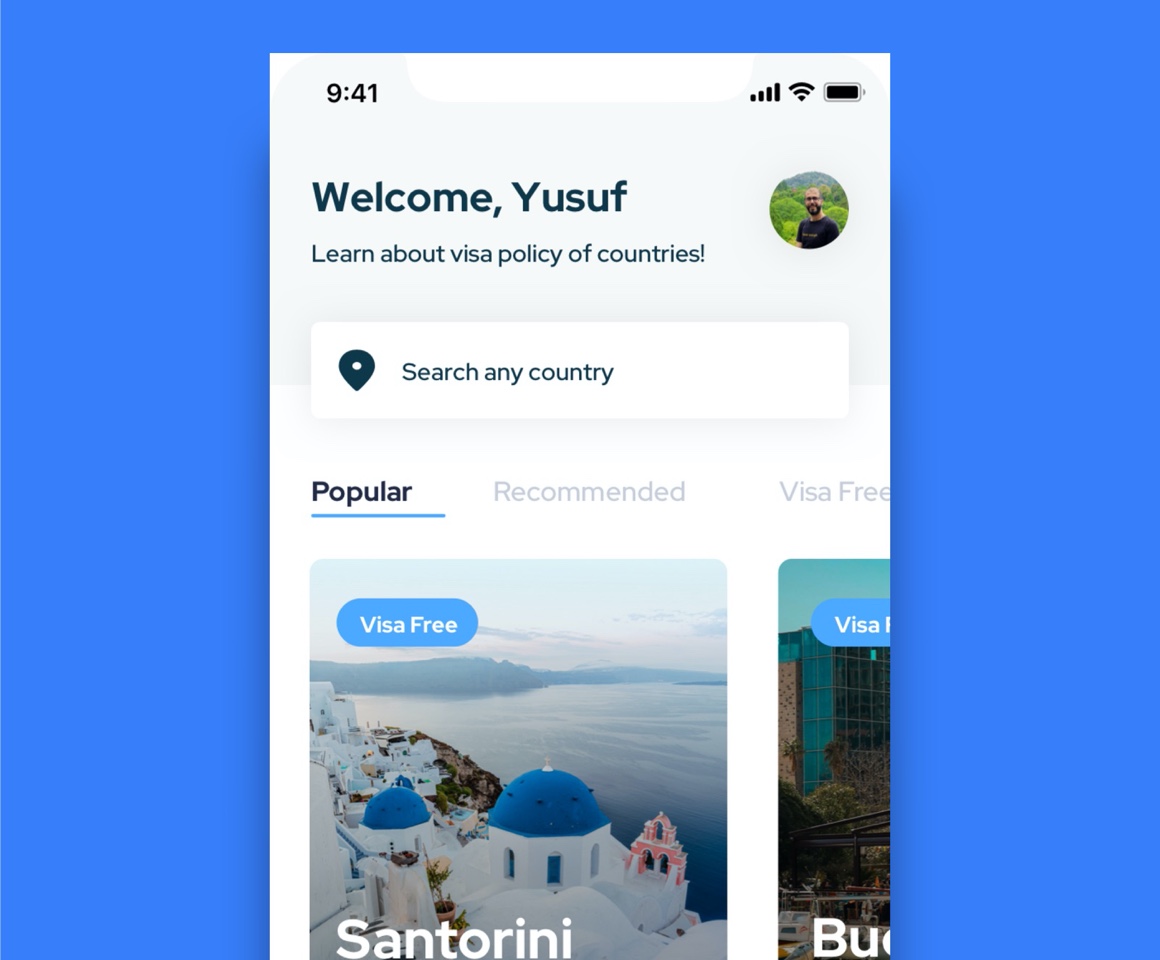 9:41
Welcome, Yusuf
Learn about visa policy of countries!
Search any country
Popular Recommended Visa Free
Visa Free Visa
Santorini